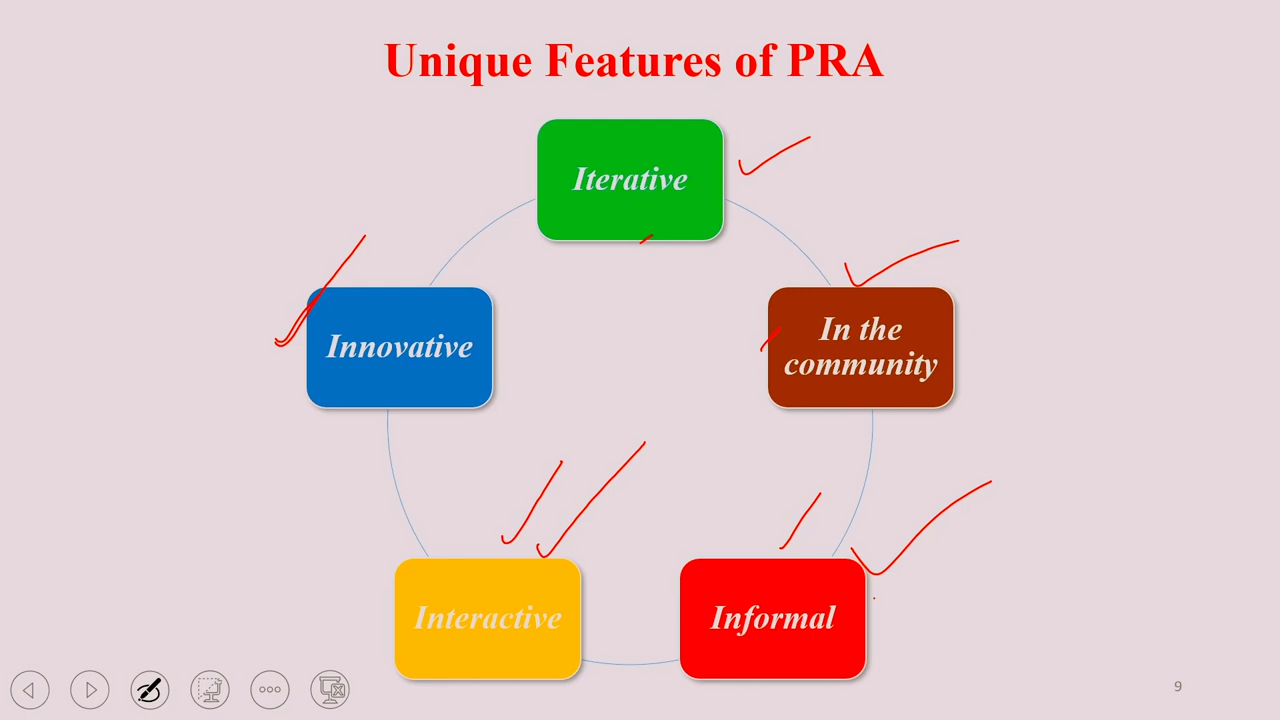 Unique Features of PRA
Iterative
In the
community
Informal
Interactive
Innovative
9